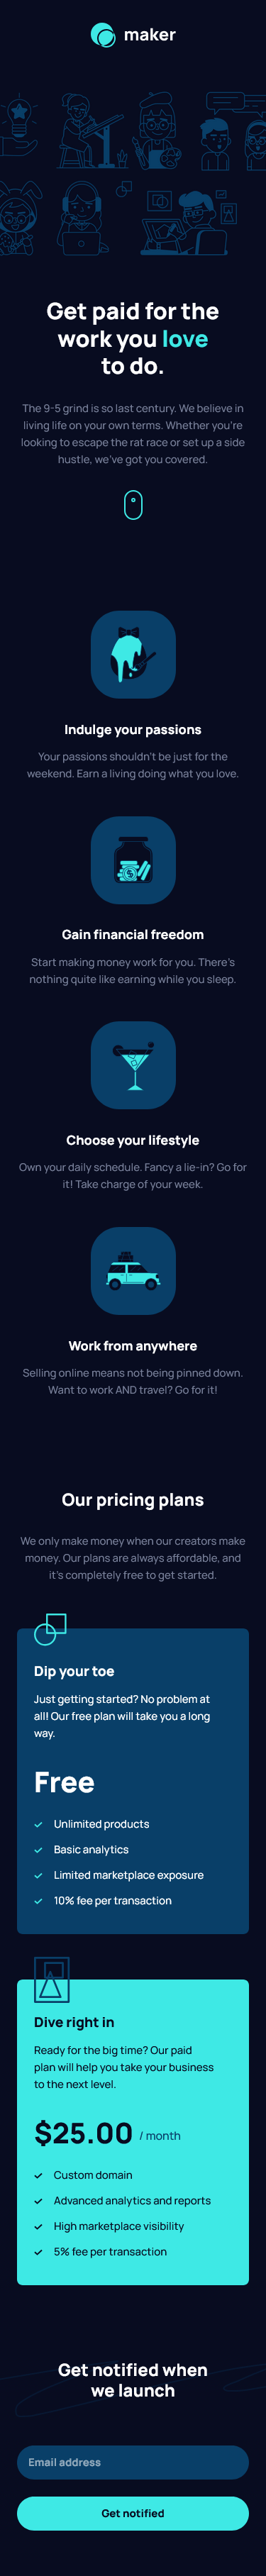 maker
Get paid for the
work you love
to do.
The 9-5 grind is so last century. We believe in
living life on your own terms. Whether you're
looking to escape the rat race or set up a side
hustle, we've got you covered.
Indulge your passions
Your passions shouldn't be just for the
weekend. Earn a living doing what you love.
Gain financial freedom
Start making money work for you. There's
nothing quite like earning while you sleep.
Choose your lifestyle
Own your daily schedule. Fancy a lie-in? Go for
it! Take charge of your week.
Work from anywhere
Selling online means not being pinned down.
Want to work AND travel? Go for it!
Our pricing plans
We only make money when our creators make
money. Our plans are always affordable, and
it's completely free to get started.
Dip your toe
Just getting started? No problem at
all! Our free plan will take you a long
way.
Free
Unlimited products
Basic analytics
Limited marketplace exposure
10% fee per transaction
Dive right in
Ready for the big time? Our paid
plan will help you take your business
to the next level.
$25.00 / month
Custom domain
Advanced analytics and reports
High marketplace visibility
5% fee per transaction
Get notified when
we launch
Email address
Get notified